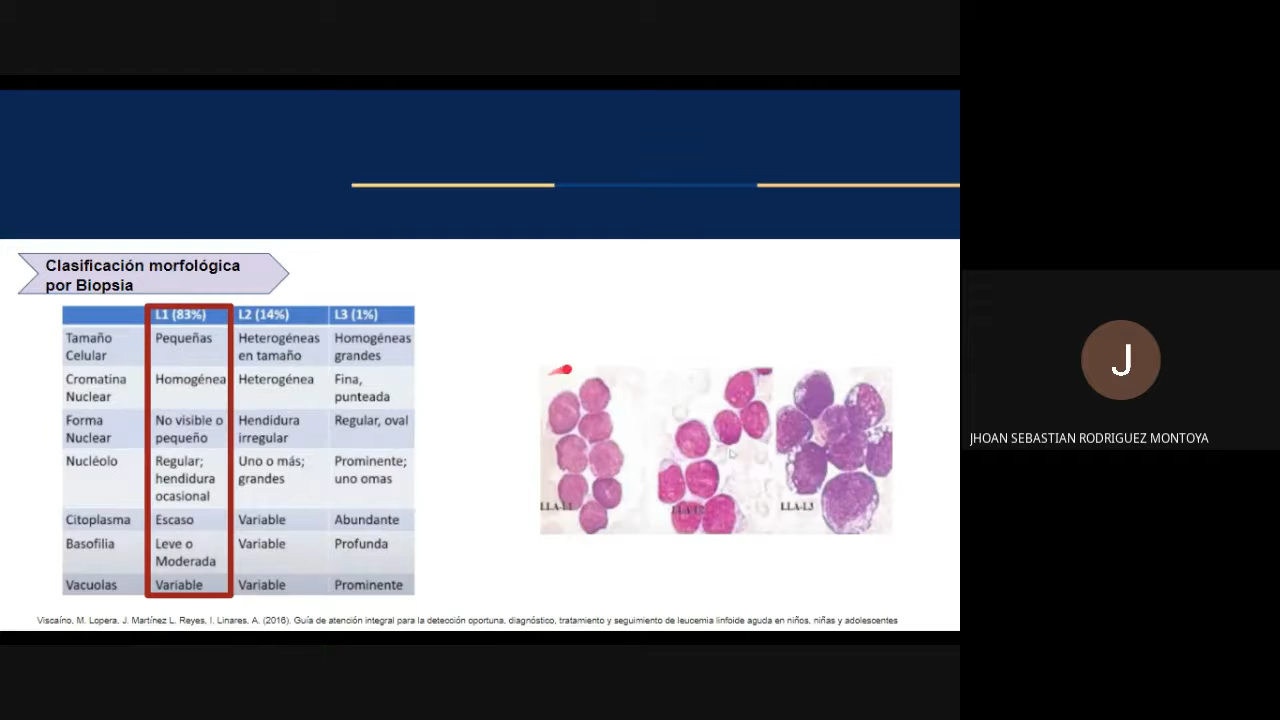 Clasificación morfológica
por Biopsia
L1 (83%) L2 (14%) L3 (1%)
Tamaño Celular Pequeñas Heterogéneas en tamaño Homogéneas grandes
Cromatina Nuclear Homogénea Heterogénea Fina, punteada
Forma Nuclear No visible o pequeño Hendidura irregular Regular, oval
Nucléolo Regular; hendidura ocasional Uno o más; grandes Prominente; uno omas
Citoplasma Escaso Variable Abundante
Basofilia Leve o Moderada Variable Profunda
Vacuolas Variable Variable Prominente
LLA-L1 LLA-L2 LLA-L3
Viscaíno, M. Lopera, J. Martínez L. Reyes, I. Linares, A. (2016). Guía de atención integral para la detección oportuna, diagnóstico, tratamiento y seguimiento de leucemia linfoide aguda en niños, niñas y adolescentes
J
JHOAN SEBASTIAN RODRIGUEZ MONTOYA